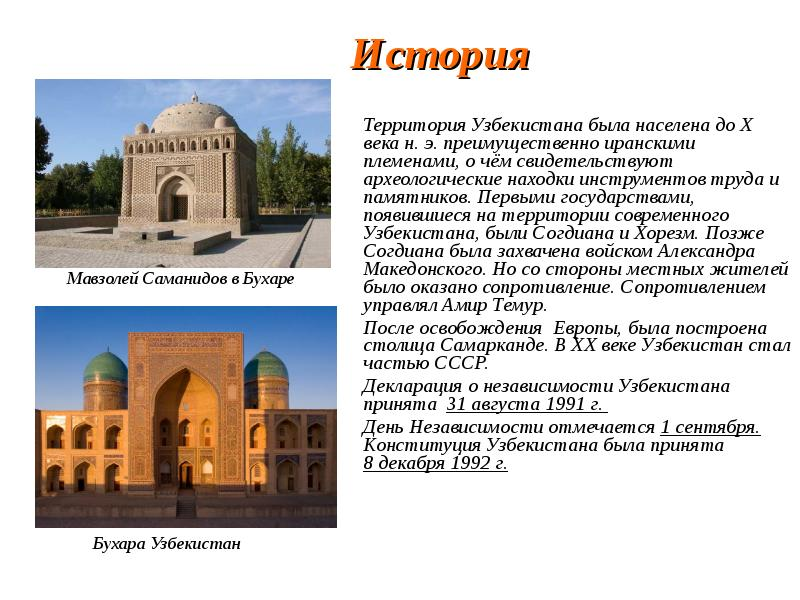 История
Территория Узбекистана была населена до X
века н. э. преимущественно иранскими
племенами, о чём свидетельствуют
археологические находки инструментов труда и
памятников. Первыми государствами,
появившиеся на территории современного
Узбекистана, были Согдиана и Хорезм. Позже
Согдиана была захвачена войском Александра
Македонского. Но со стороны местных жителей
было оказано сопротивление. Сопротивлением
управлял Амир Темур.
После освобождения Европы, была построена
столица Самарканде. В XX веке Узбекистан стал
частью СССР.
Декларация о независимости Узбекистана
принята 31 августа 1991 г.
День Независимости отмечается 1 сентября.
Конституция Узбекистана была принята
8 декабря 1992 г.
Мавзолей Саманидов в Бухаре
Бухара Узбекистан